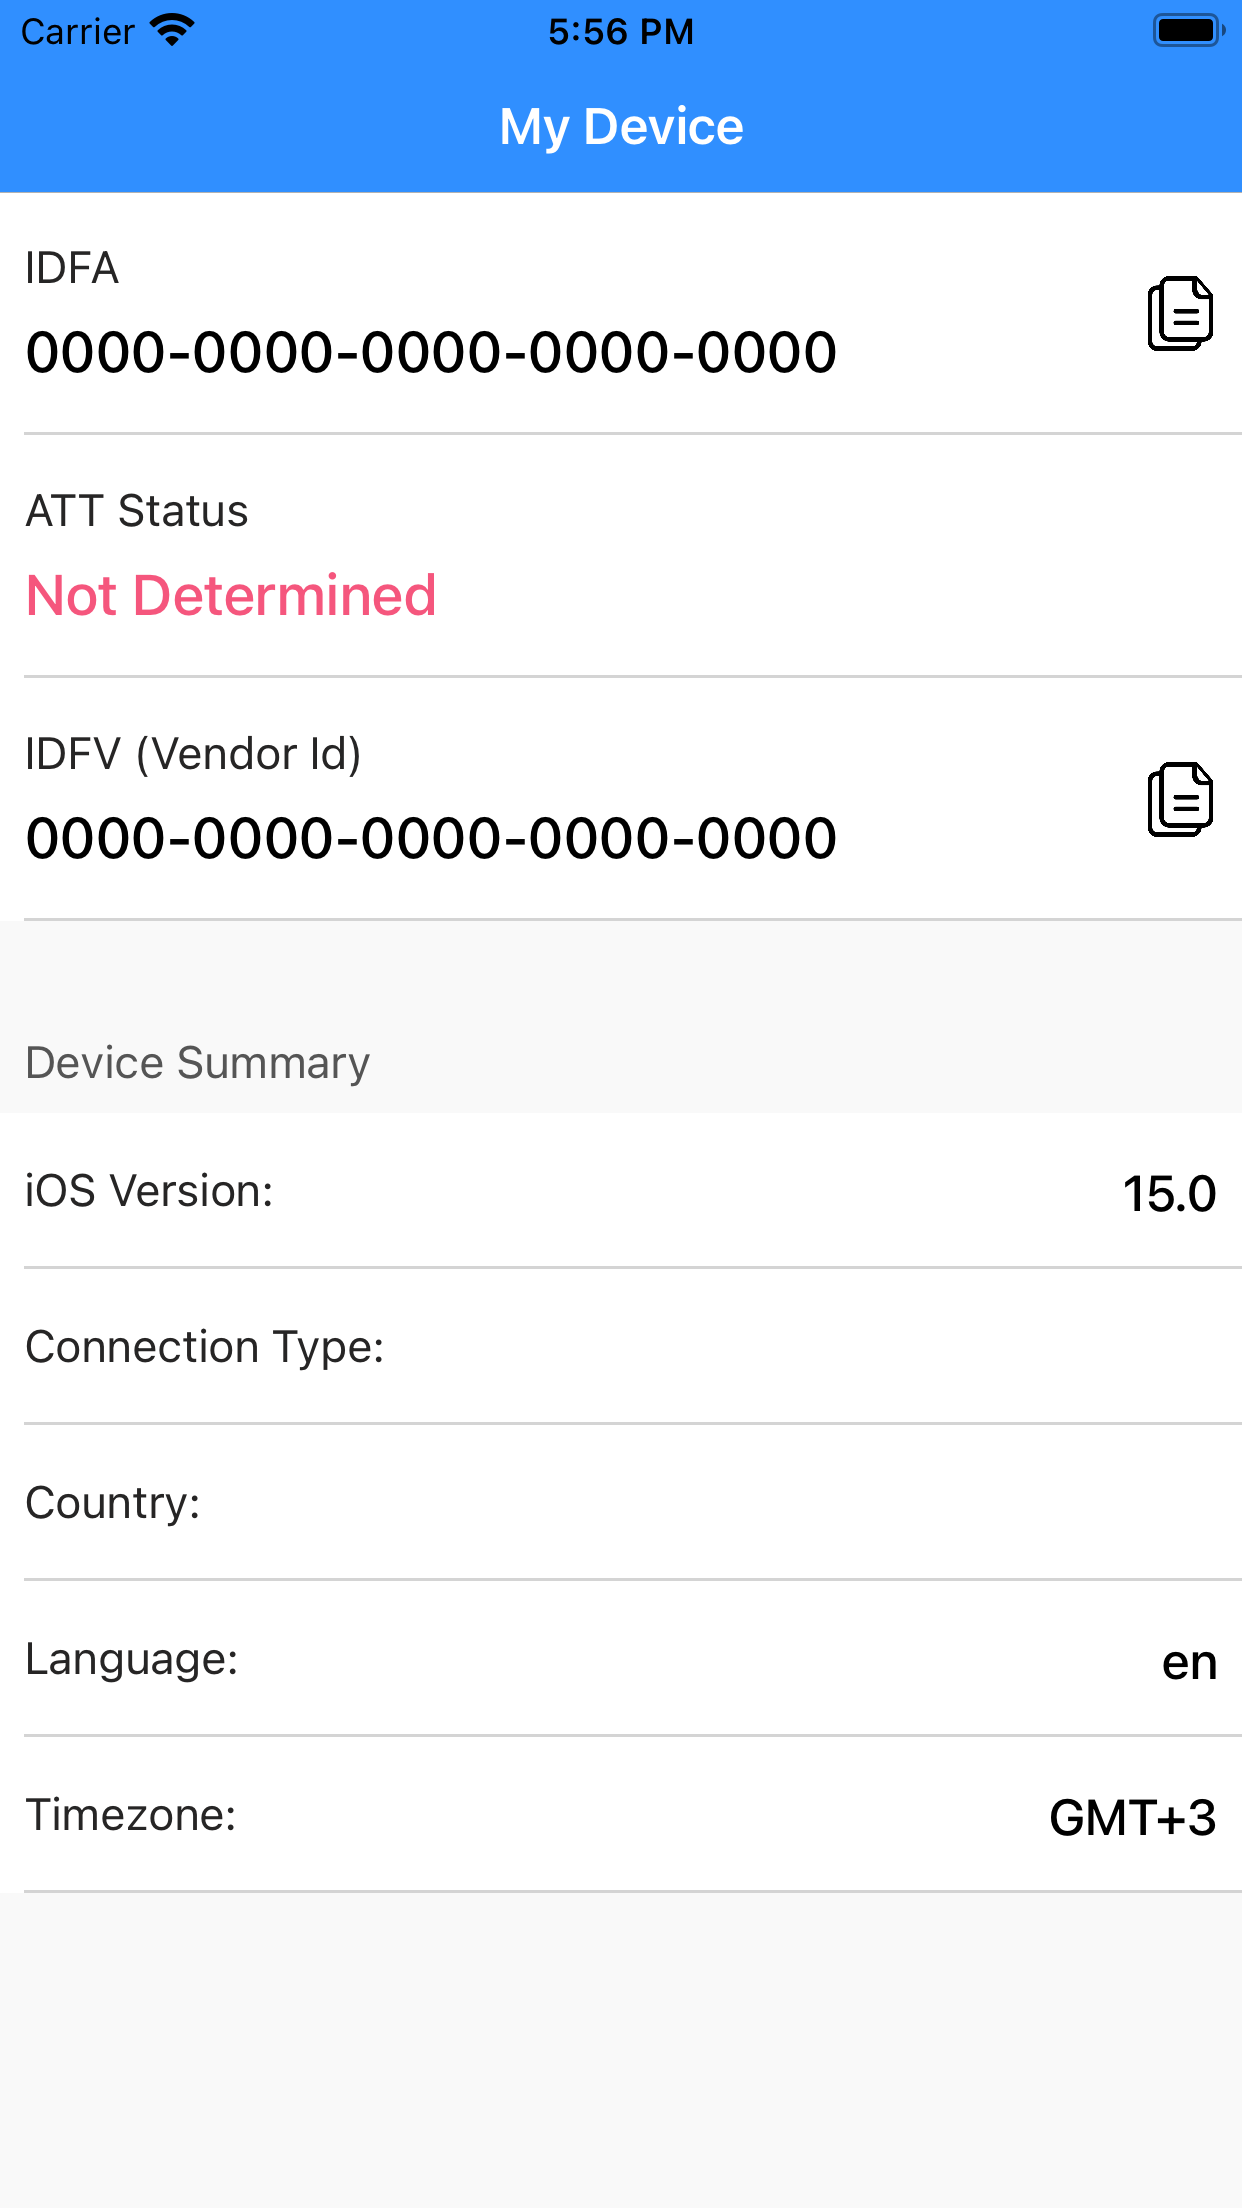 Carrier 5:56 PM
My Device
IDFA
0000-0000-0000-0000-0000
ATT Status
Not Determined
IDFV (Vendor Id)
0000-0000-0000-0000-0000
Device Summary
iOS Version: 15.0
Connection Type:
Country:
Language: en
Timezone: GMT+3